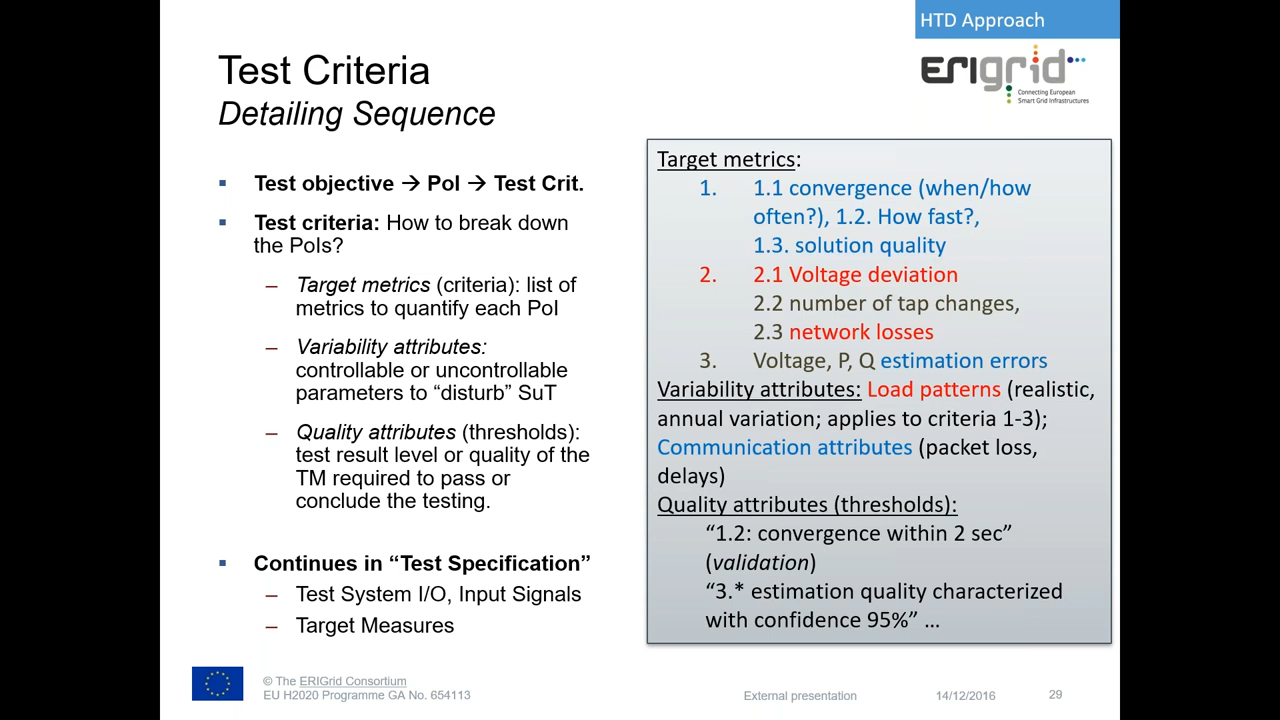 HTD Approach
ERIgrid
Connecting European
Smart Grid Infrastructures
Test Criteria
Detailing Sequence
▪ Test objective → PoI → Test Crit.
▪ Test criteria: How to break down
the PoIs?
– Target metrics (criteria): list of
metrics to quantify each PoI
– Variability attributes:
controllable or uncontrollable
parameters to “disturb” SuT
– Quality attributes (thresholds):
test result level or quality of the
TM required to pass or
conclude the testing.
▪ Continues in “Test Specification”
– Test System I/O, Input Signals
– Target Measures
Target metrics:
1. 1.1 convergence (when/how
often?), 1.2. How fast?,
1.3. solution quality
2. 2.1 Voltage deviation
2.2 number of tap changes,
2.3 network losses
3. Voltage, P, Q estimation errors
Variability attributes: Load patterns (realistic,
annual variation; applies to criteria 1-3);
Communication attributes (packet loss,
delays)
Quality attributes (thresholds):
“1.2: convergence within 2 sec”
(validation)
“3.* estimation quality characterized
with confidence 95%” …
© The ERIGrid Consortium
EU H2020 Programme GA No. 654113
External presentation
14/12/2016
29